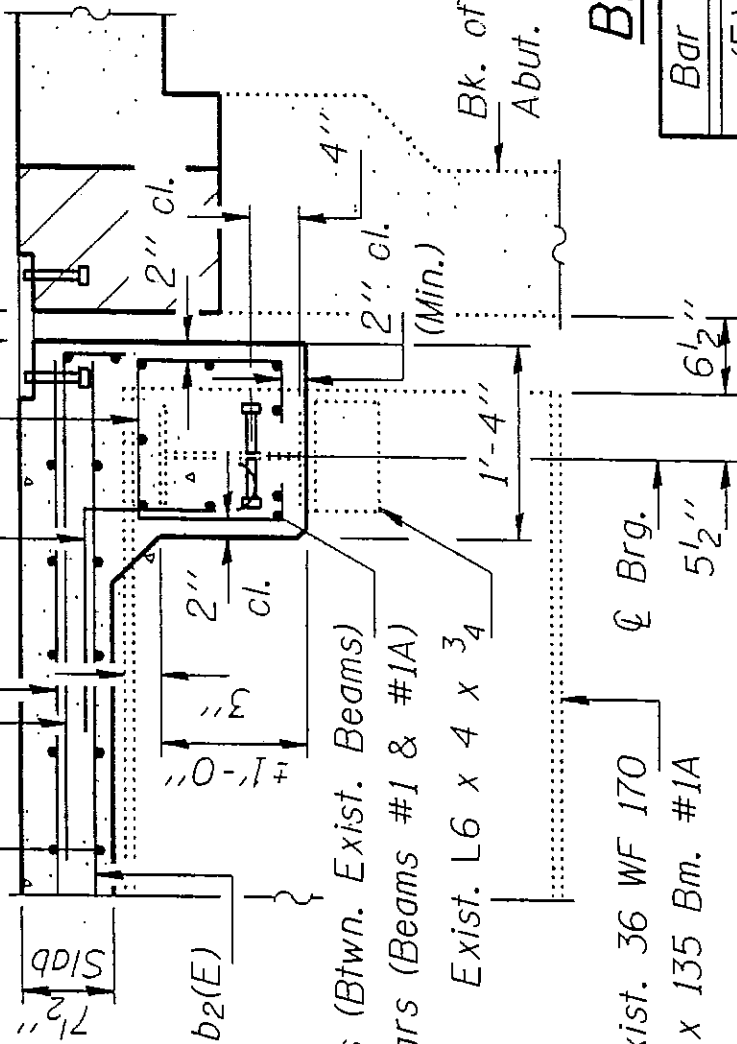 7½" Slab
b2(E)
2" cl.
4"
2" cl.
(Min.)
Bk. of
Abut.
B
Bar
2"
cl.
3"
±1'-0"
1'-4"
6½"
5½"
℄ Brg.
s (Btwn. Exist. Beams)
ars (Beams #1 & #1A)
Exist. L6 x 4 x ¾
xist. 36 WF 170
x 135 Bm. #1A